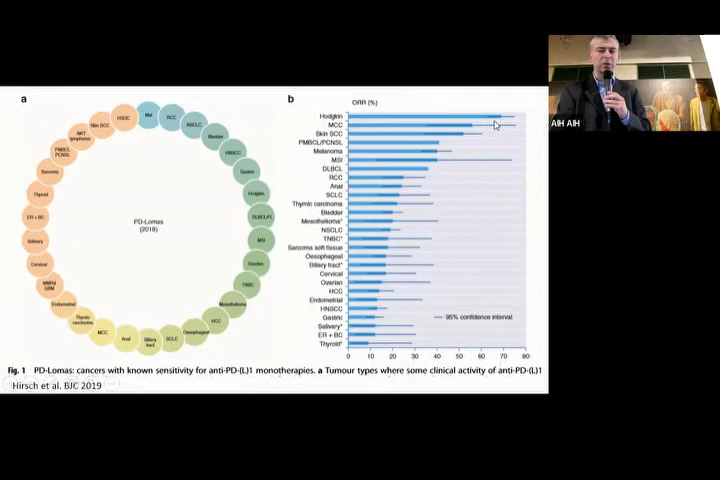 a
HSCC
Mel
RCC
NSCLC
Bladder
HNSCC
Gastric
Hodgkin
DLBCL/FL
MSI
Ovarian
TNBC
Mesothelioma
HCC
Oesophageal
SCLC
Biliary
tract
Anal
MCC
Thymic
carcinoma
Endometrial
GBM
Cervical
Salivary
ER + BC
Thyroid
Sarcoma
PMBCL
PCNSL
NKT
lymphoma
Skin SCC
PD-Lomas
(2018)
b
ORR (%)
Hodgkin
MCC
Skin SCC
PMBCL/PCNSL
Melanoma
MSI
DLBCL
RCC
Anal
SCLC
Thymic carcinoma
Bladder
Mesothelioma*
NSCLC
TNBC*
Sarcoma soft tissue
Oesophageal
Biliary tract*
Cervical
Ovarian
HCC
Endometrial
HNSCC
Gastric
Salivary*
ER + BC
Thyroid*
95% confidence interval
0 10 20 30 40 50 60 70 80
Fig. 1 PD-Lomas: cancers with known sensitivity for anti-PD-(L)1 monotherapies. a Tumour types where some clinical activity of anti-PD-(L)1
Hirsch et al. BJC 2019
AIH AIH